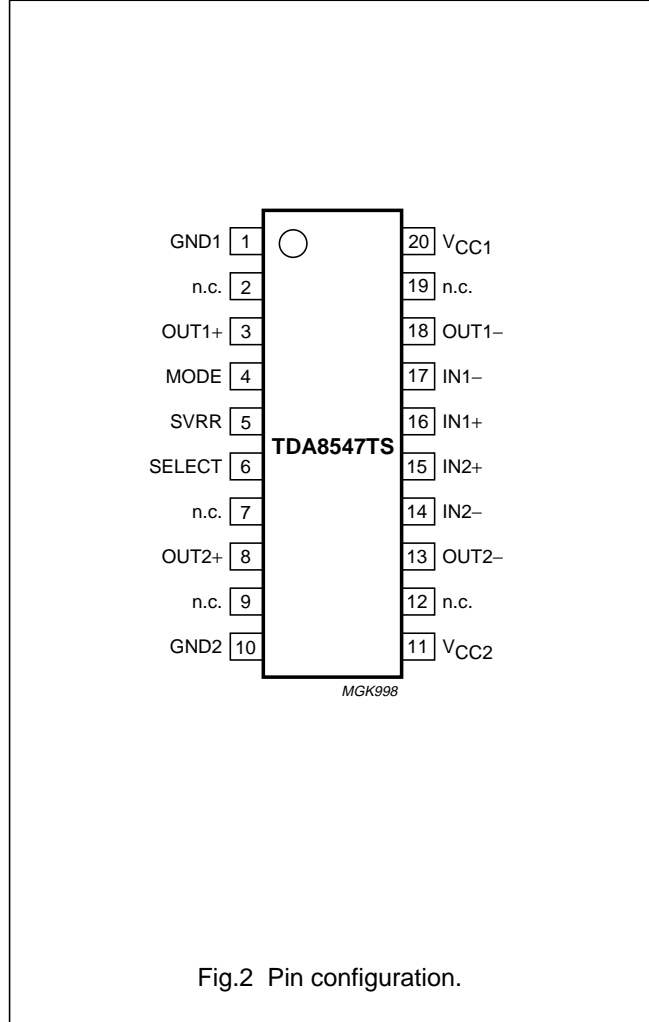 GND1 1 20 VCC1
n.c. 2 19 n.c.
OUT1+ 3 18 OUT1−
MODE 4 17 IN1−
SVRR 5 16 IN1+
TDA8547TS
SELECT 6 15 IN2+
n.c. 7 14 IN2−
OUT2+ 8 13 OUT2−
n.c. 9 12 n.c.
GND2 10 11 VCC2
MGK998
Fig.2 Pin configuration.